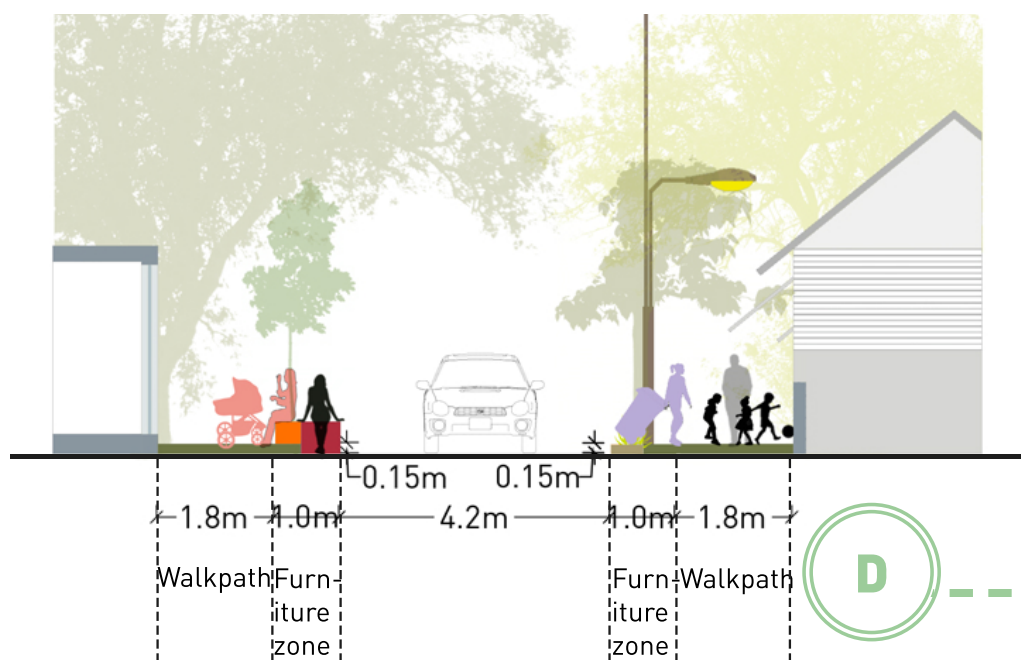 0.15m 0.15m
1.8m 1.0m 4.2m 1.0m 1.8m
Walkpath Furn- Furn- Walkpath
iture iture
zone zone
D